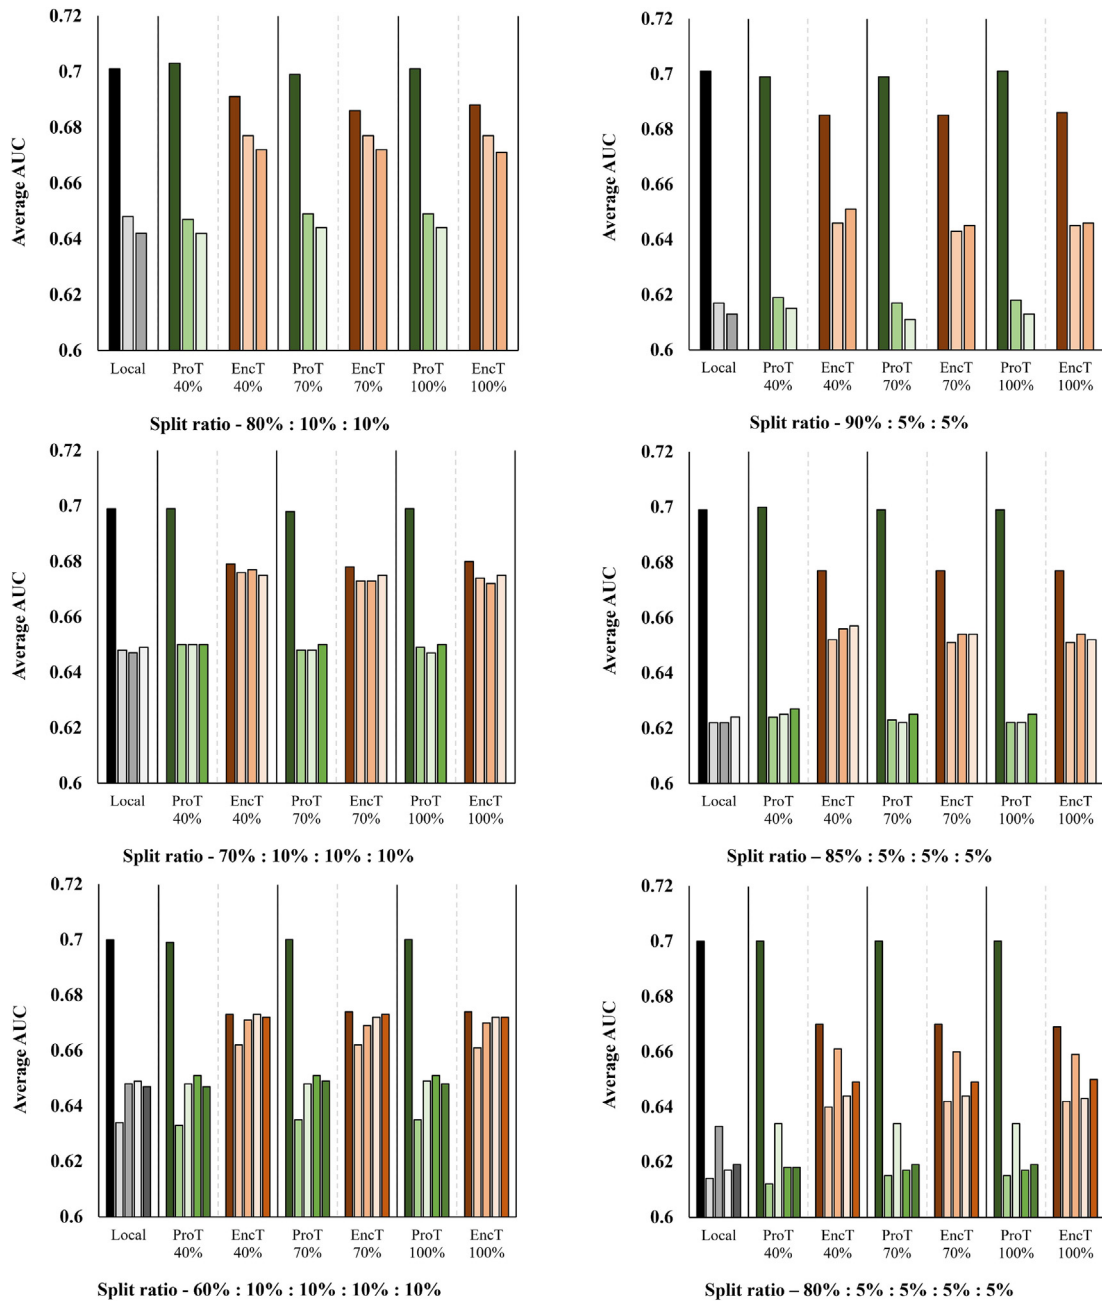 0.72
0.7
0.68
0.66
0.64
0.62
0.6
Average AUC
Local
ProT 40%
EncT 40%
ProT 70%
EncT 70%
ProT 100%
EncT 100%
Split ratio - 80% : 10% : 10%
0.72
0.7
0.68
0.66
0.64
0.62
0.6
Average AUC
Local
ProT 40%
EncT 40%
ProT 70%
EncT 70%
ProT 100%
EncT 100%
Split ratio - 90% : 5% : 5%
0.72
0.7
0.68
0.66
0.64
0.62
0.6
Average AUC
Local
ProT 40%
EncT 40%
ProT 70%
EncT 70%
ProT 100%
EncT 100%
Split ratio - 70% : 10% : 10% : 10%
0.72
0.7
0.68
0.66
0.64
0.62
0.6
Average AUC
Local
ProT 40%
EncT 40%
ProT 70%
EncT 70%
ProT 100%
EncT 100%
Split ratio – 85% : 5% : 5% : 5%
0.72
0.7
0.68
0.66
0.64
0.62
0.6
Average AUC
Local
ProT 40%
EncT 40%
ProT 70%
EncT 70%
ProT 100%
EncT 100%
Split ratio - 60% : 10% : 10% : 10% : 10%
0.72
0.7
0.68
0.66
0.64
0.62
0.6
Average AUC
Local
ProT 40%
EncT 40%
ProT 70%
EncT 70%
ProT 100%
EncT 100%
Split ratio – 80% : 5% : 5% : 5% : 5%